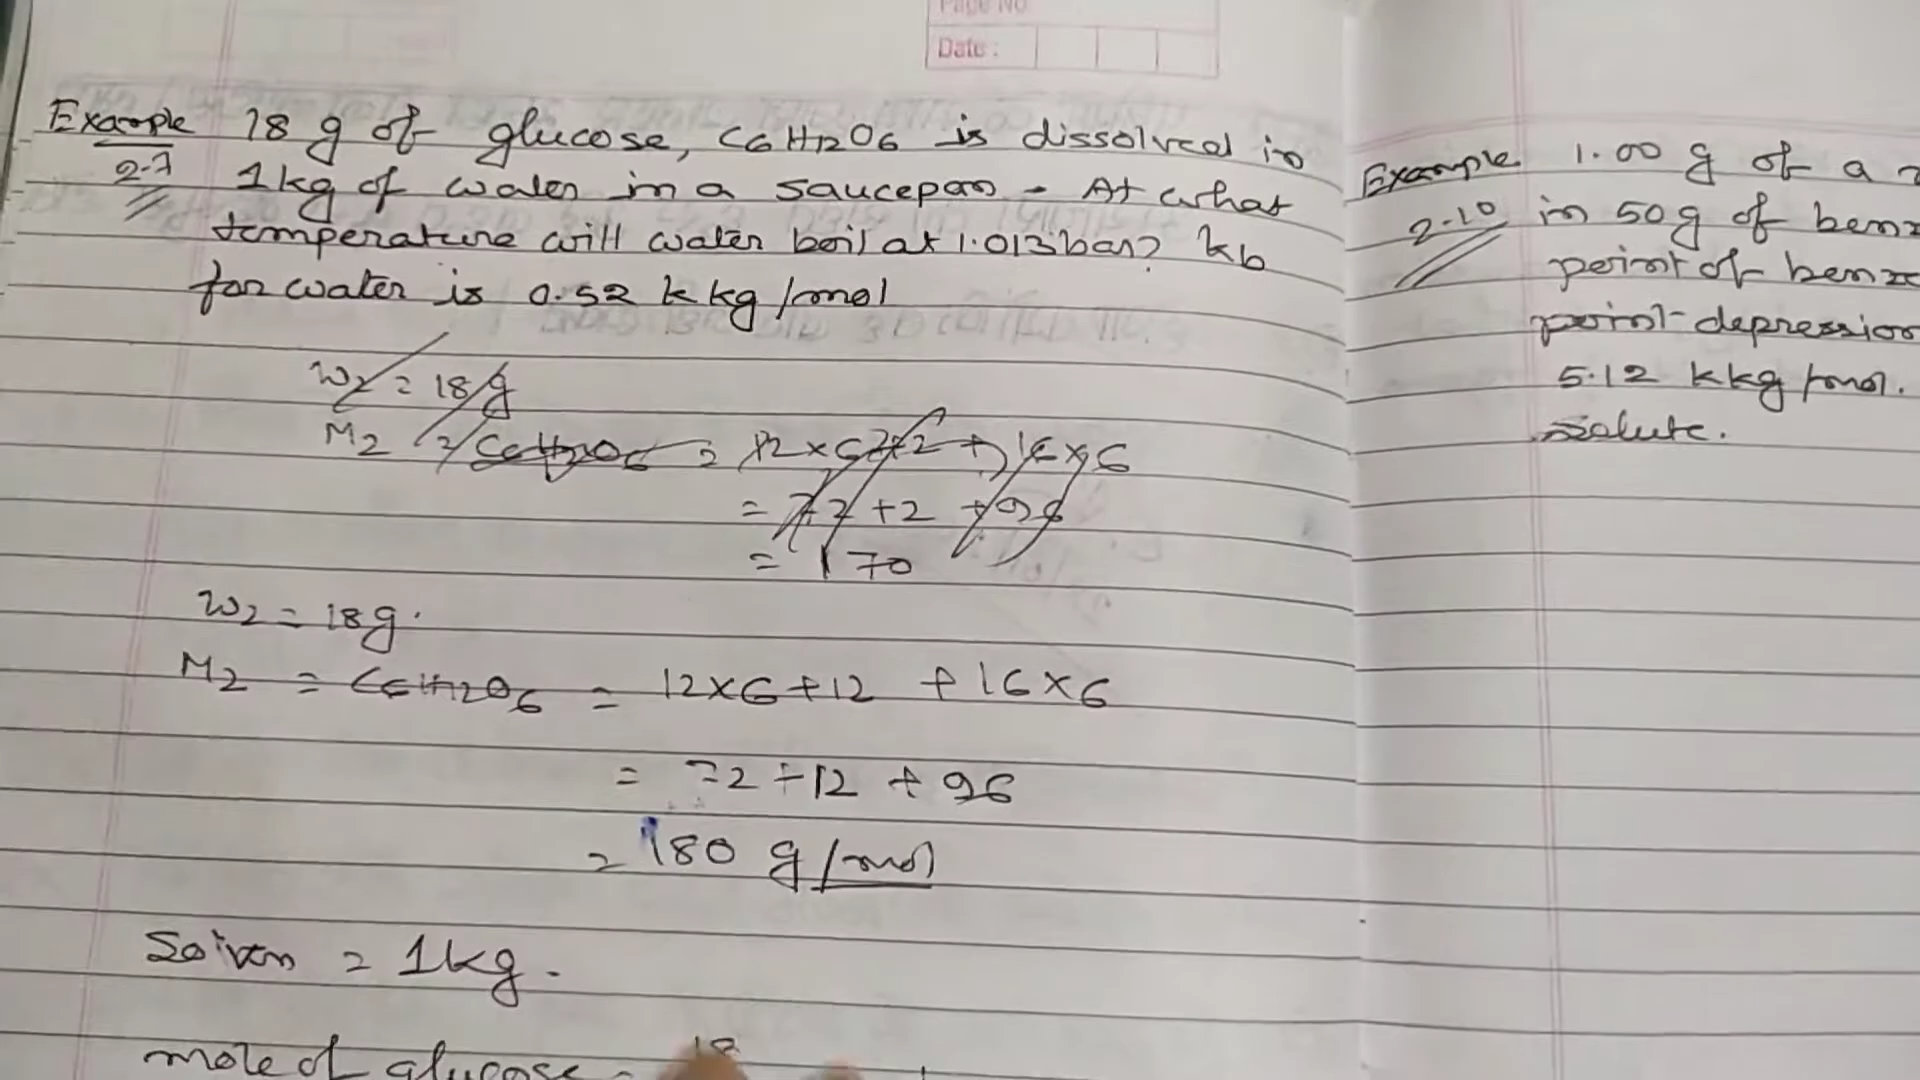 Page No
Date:
Example 18 g of glucose, C6H12O6 is dissolved in
2.7 1kg of water in a saucepan. At what
temperature will water boil at 1.013 bar? Kb
for water is 0.52 K kg/mol
W2 = 18g
M2 = C6H12O6 = 12×6+2 + 16×6
= 72 +2 +96
= 170
W2 = 18g.
M2 = C6H12O6 = 12×6+12 +16×6
= 72 +12 +96
= 180 g/mol
= 1kg.
mole of glucose = 18
Example 1.00 g of a
2.10 in 50g of benz
point of benze
point depression
5.12 K kg/mol.
solute.